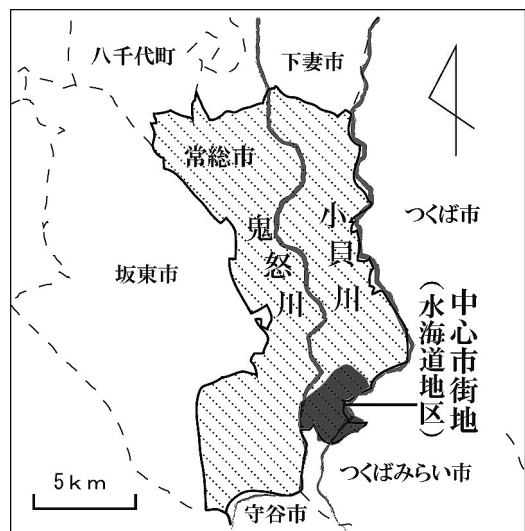 八千代町
下妻市
常総市
つくば市
小貝川
鬼怒川
坂東市
中心市街地
(水海道地区)
つくばみらい市
5km
守谷市